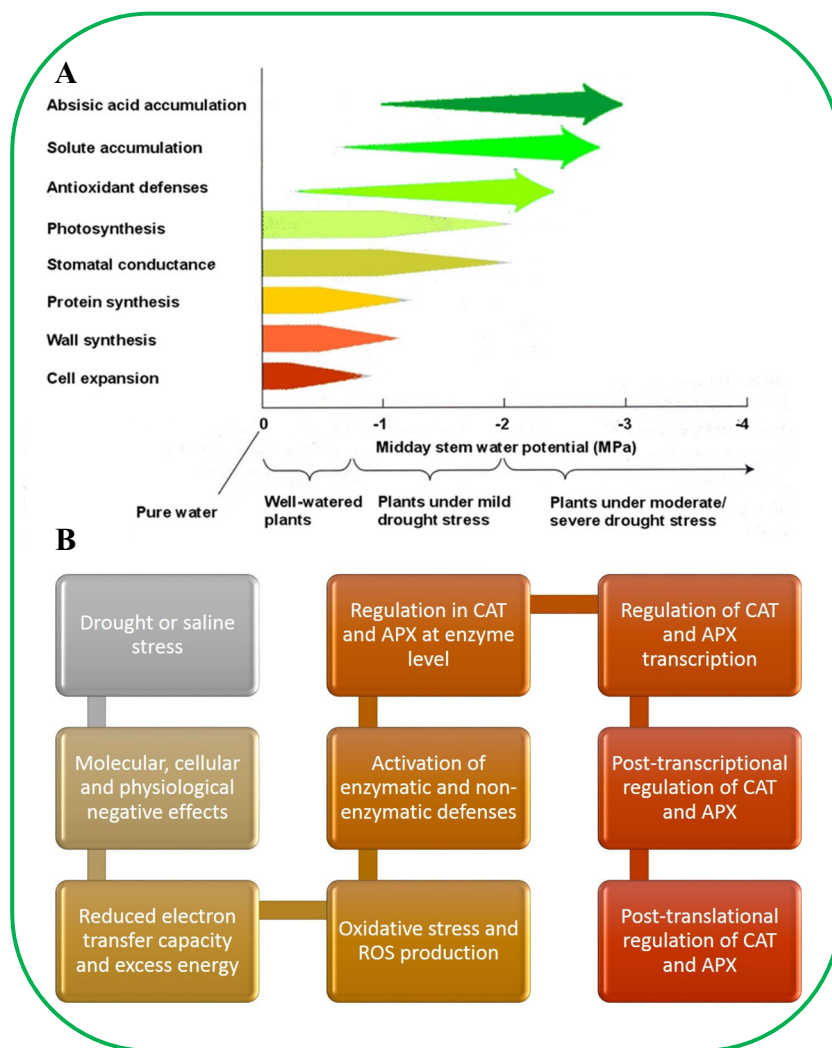 A
Absisic acid accumulation
Solute accumulation
Antioxidant defenses
Photosynthesis
Stomatal conductance
Protein synthesis
Wall synthesis
Cell expansion
0 -1 -2 -3 -4
Midday stem water potential (MPa)
Pure water
Well-watered
plants
Plants under mild
drought stress
Plants under moderate/
severe drought stress
B
Drought or saline
stress
Molecular, cellular
and physiological
negative effects
Reduced electron
transfer capacity
and excess energy
Oxidative stress and
ROS production
Activation of
enzymatic and non-
enzymatic defenses
Regulation in CAT
and APX at enzyme
level
Regulation of CAT
and APX
transcription
Post-transcriptional
regulation of CAT
and APX
Post-translational
regulation of CAT
and APX